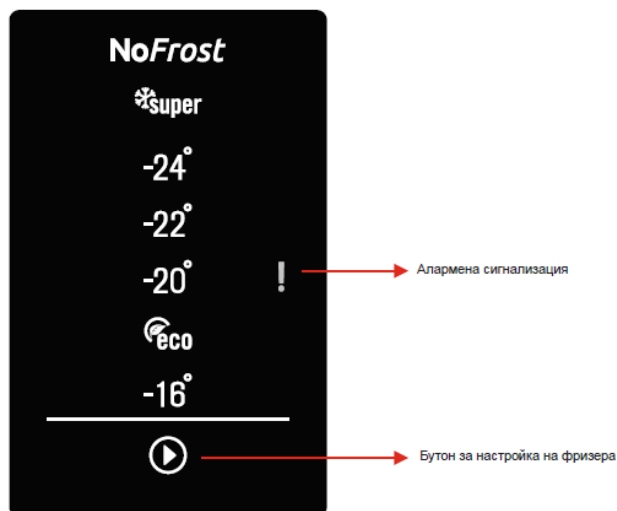 NoFrost
super
-24°
-22°
-20° !
Алармена сигнализация
eco
-16°
Бутон за настройка на фризера